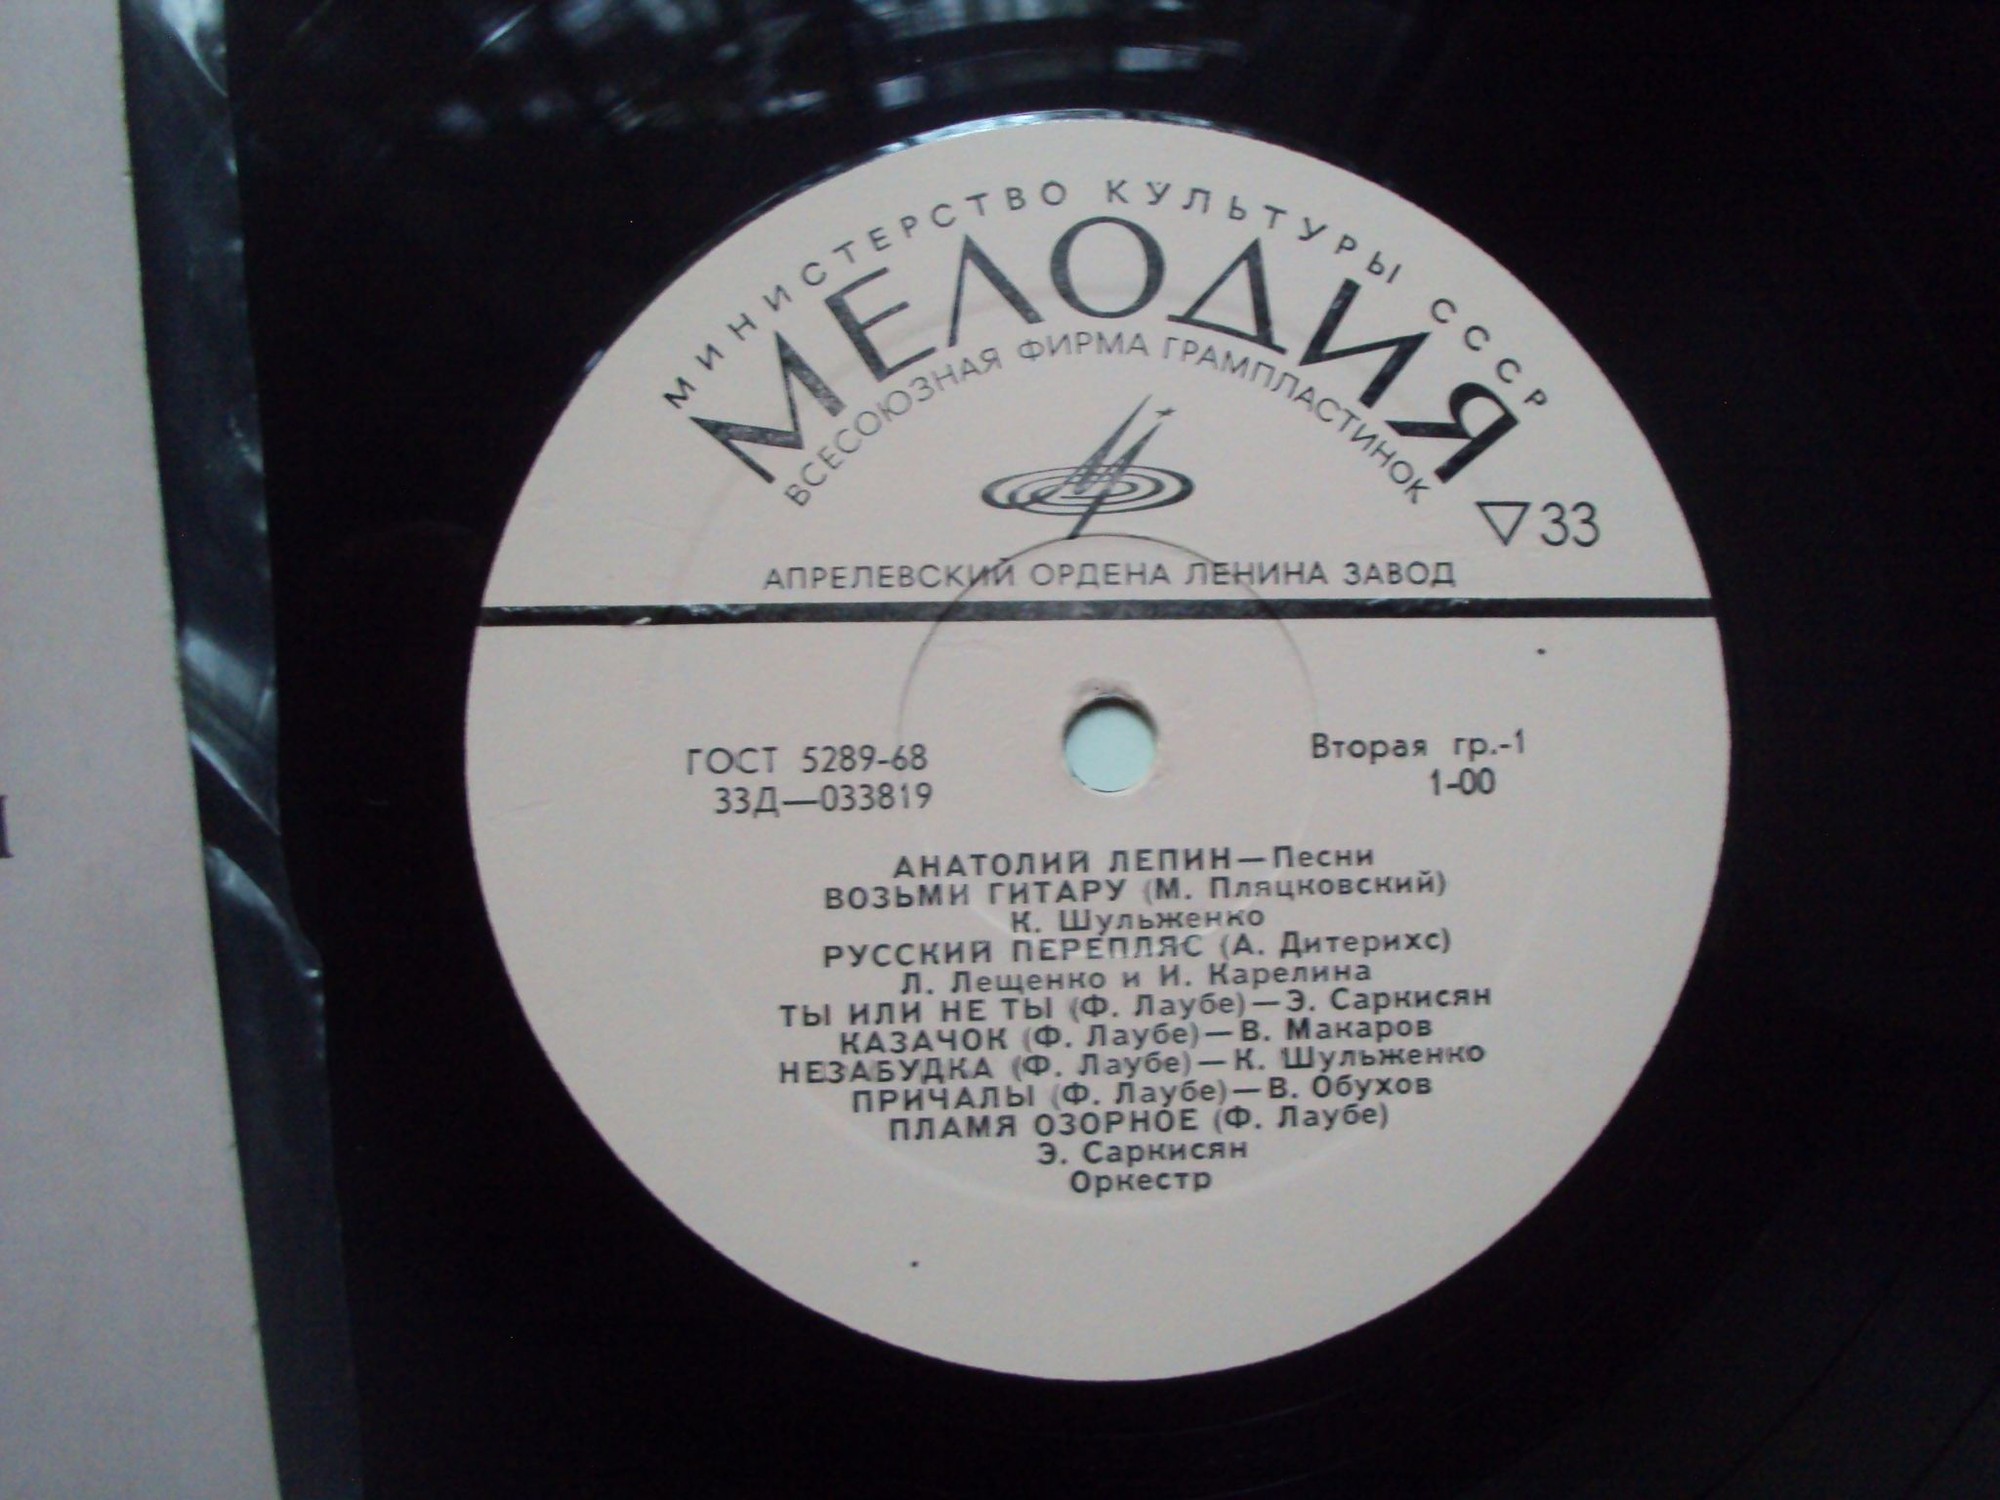 МИНИСТЕРСТВО КУЛЬТУРЫ СССР
МЕЛОДИЯ
ВСЕСОЮЗНАЯ ФИРМА ГРАМПЛАСТИНОК
33
АПРЕЛЕВСКИЙ ОРДЕНА ЛЕНИНА ЗАВОД
ГОСТ 5289-68
33Д—033819
Вторая гр.-1
1-00
АНАТОЛИЙ ЛЕПИН—Песни
ВОЗЬМИ ГИТАРУ (М. Пляцковский)
К. Шульженко
РУССКИЙ ПЕРЕПЛЯС (А. Дитерихс)
Л. Лещенко и И. Карелина
ТЫ ИЛИ НЕ ТЫ (Ф. Лаубе)—Э. Саркисян
КАЗАЧОК (Ф. Лаубе)—В. Макаров
НЕЗАБУДКА (Ф. Лаубе)—К. Шульженко
ПРИЧАЛЫ (Ф. Лаубе)—В. Обухов
ПЛАМЯ ОЗОРНОЕ (Ф. Лаубе)
Э. Саркисян
Оркестр